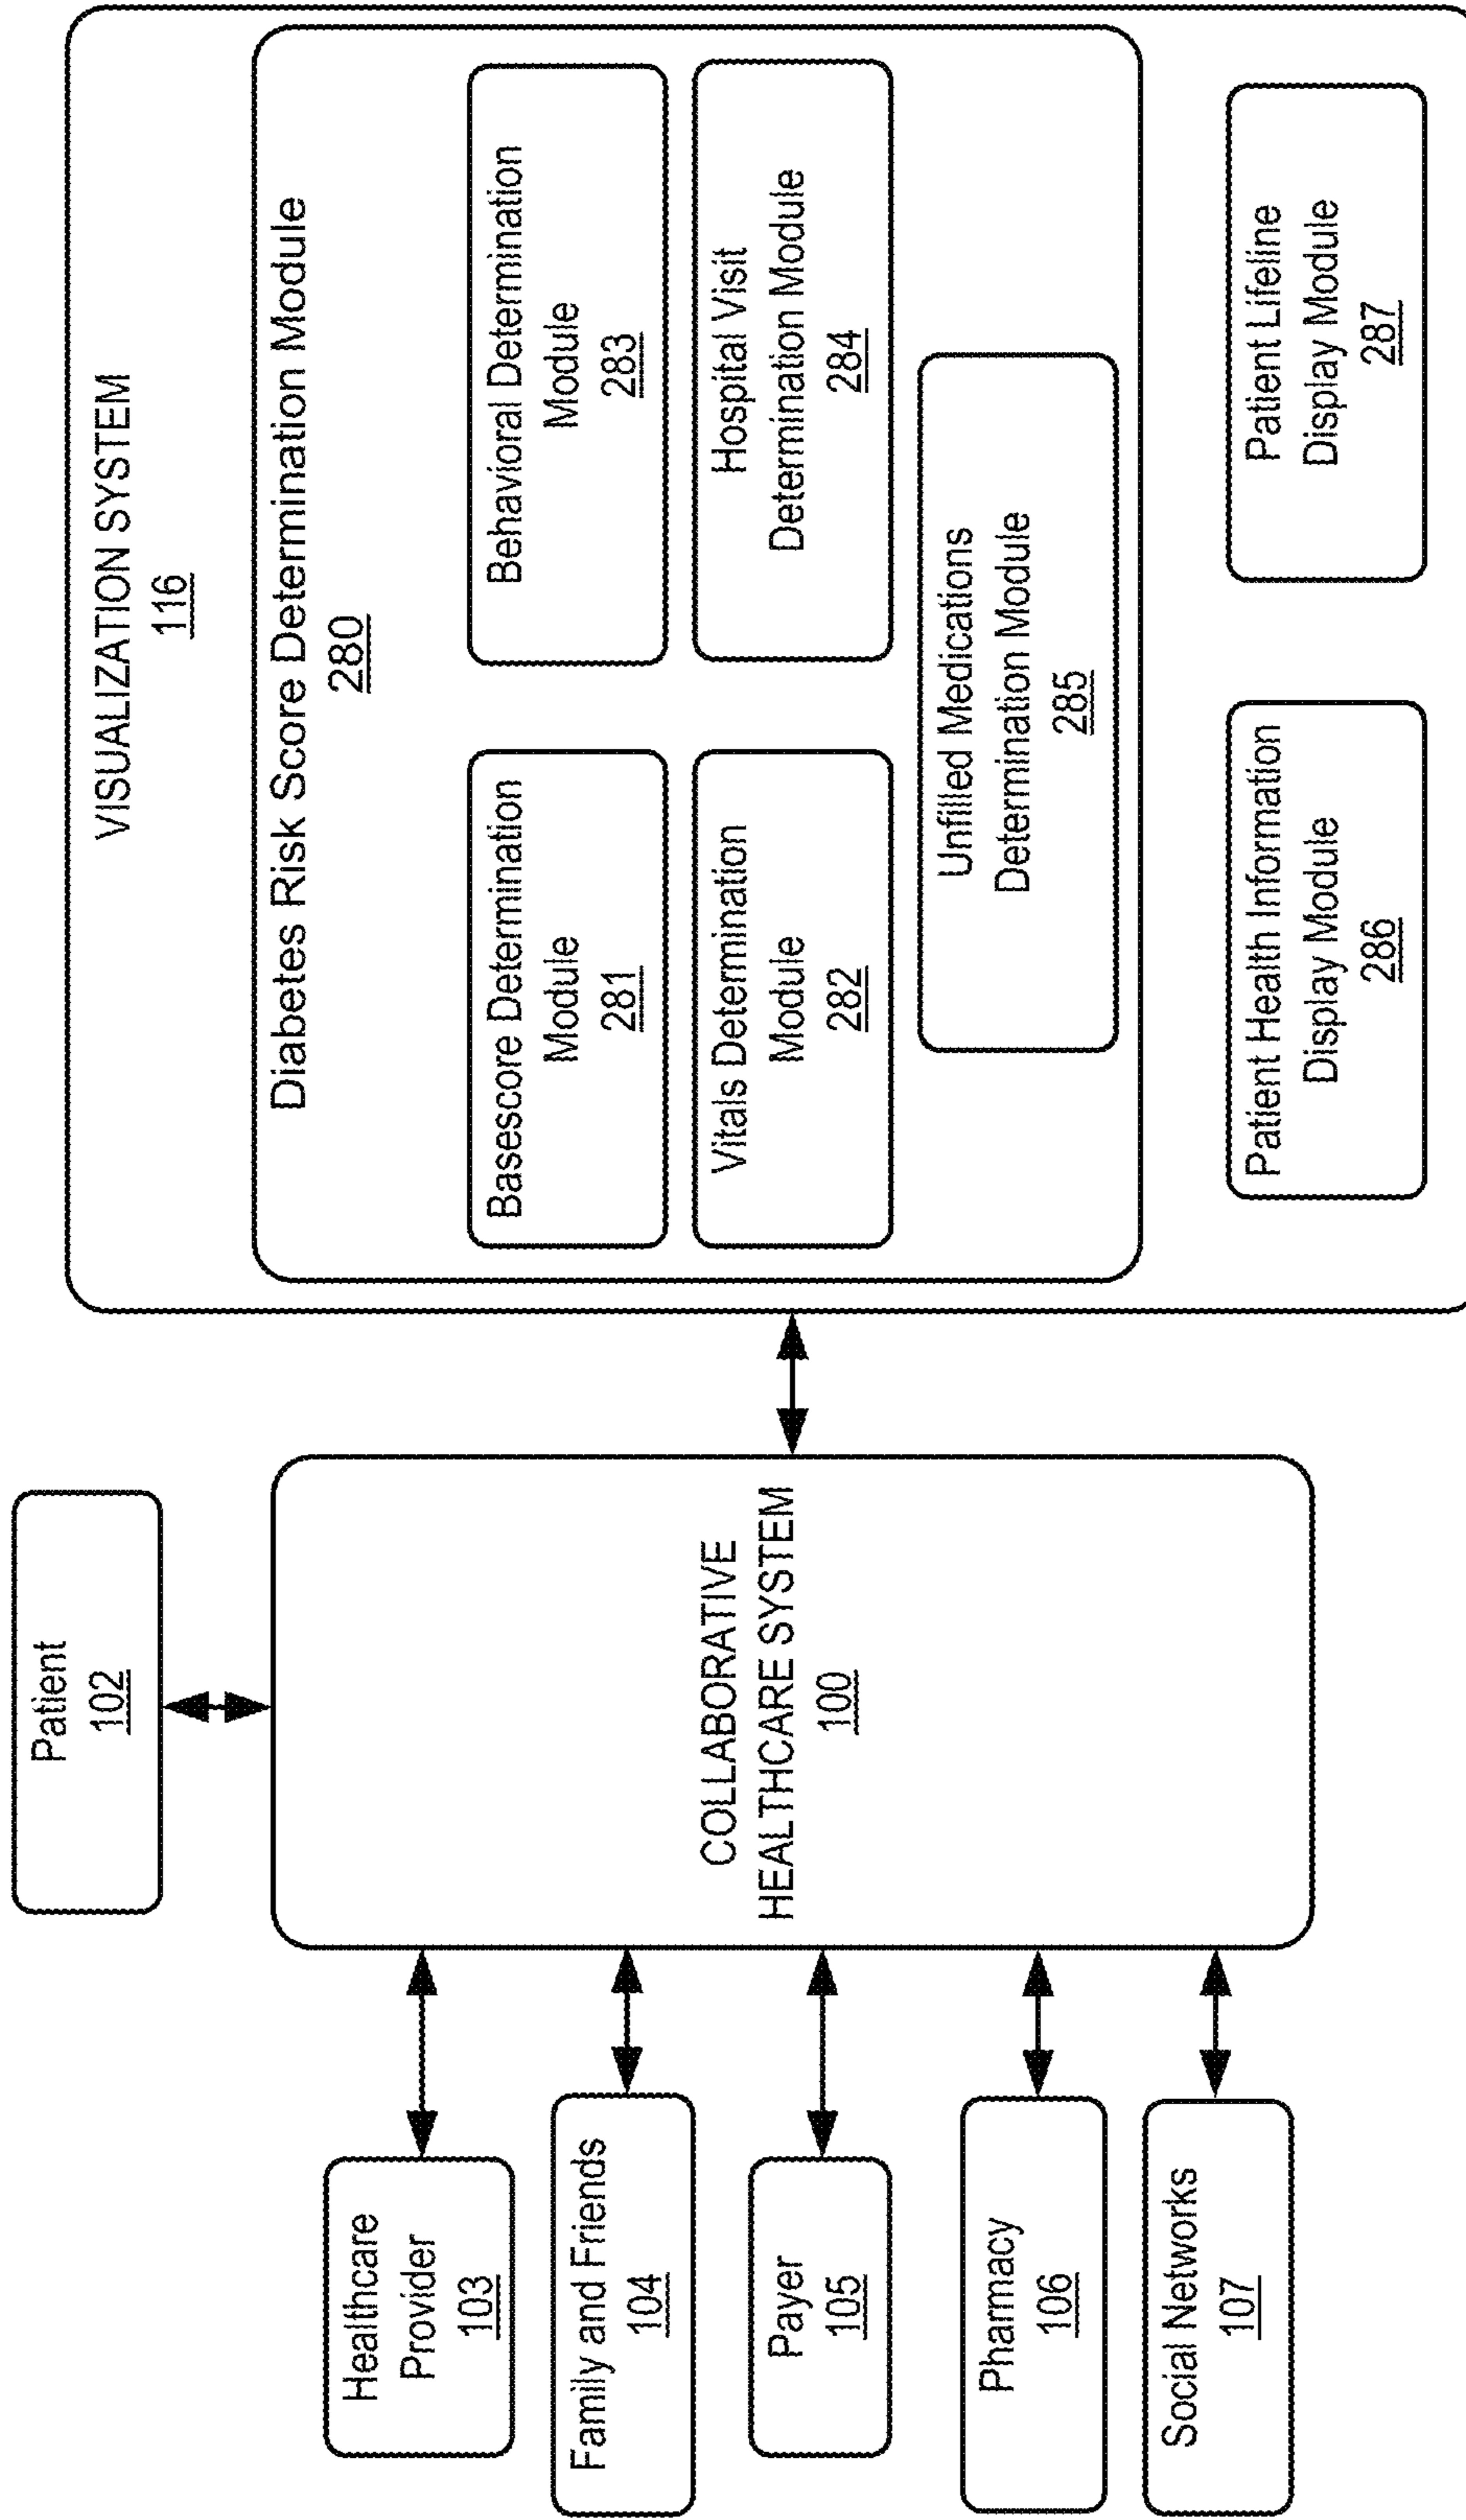 Patient
102
Healthcare
Provider
103
Family and Friends
104
Payer
105
Pharmacy
106
Social Networks
107
COLLABORATIVE
HEALTHCARE SYSTEM
100
VISUALIZATION SYSTEM
116
Diabetes Risk Score Determination Module
280
Basescore Determination
Module
281
Behavioral Determination
Module
283
Vitals Determination
Module
282
Hospital Visit
Determination Module
284
Unfilled Medications
Determination Module
285
Patient Health Information
Display Module
286
Patient Lifeline
Display Module
287